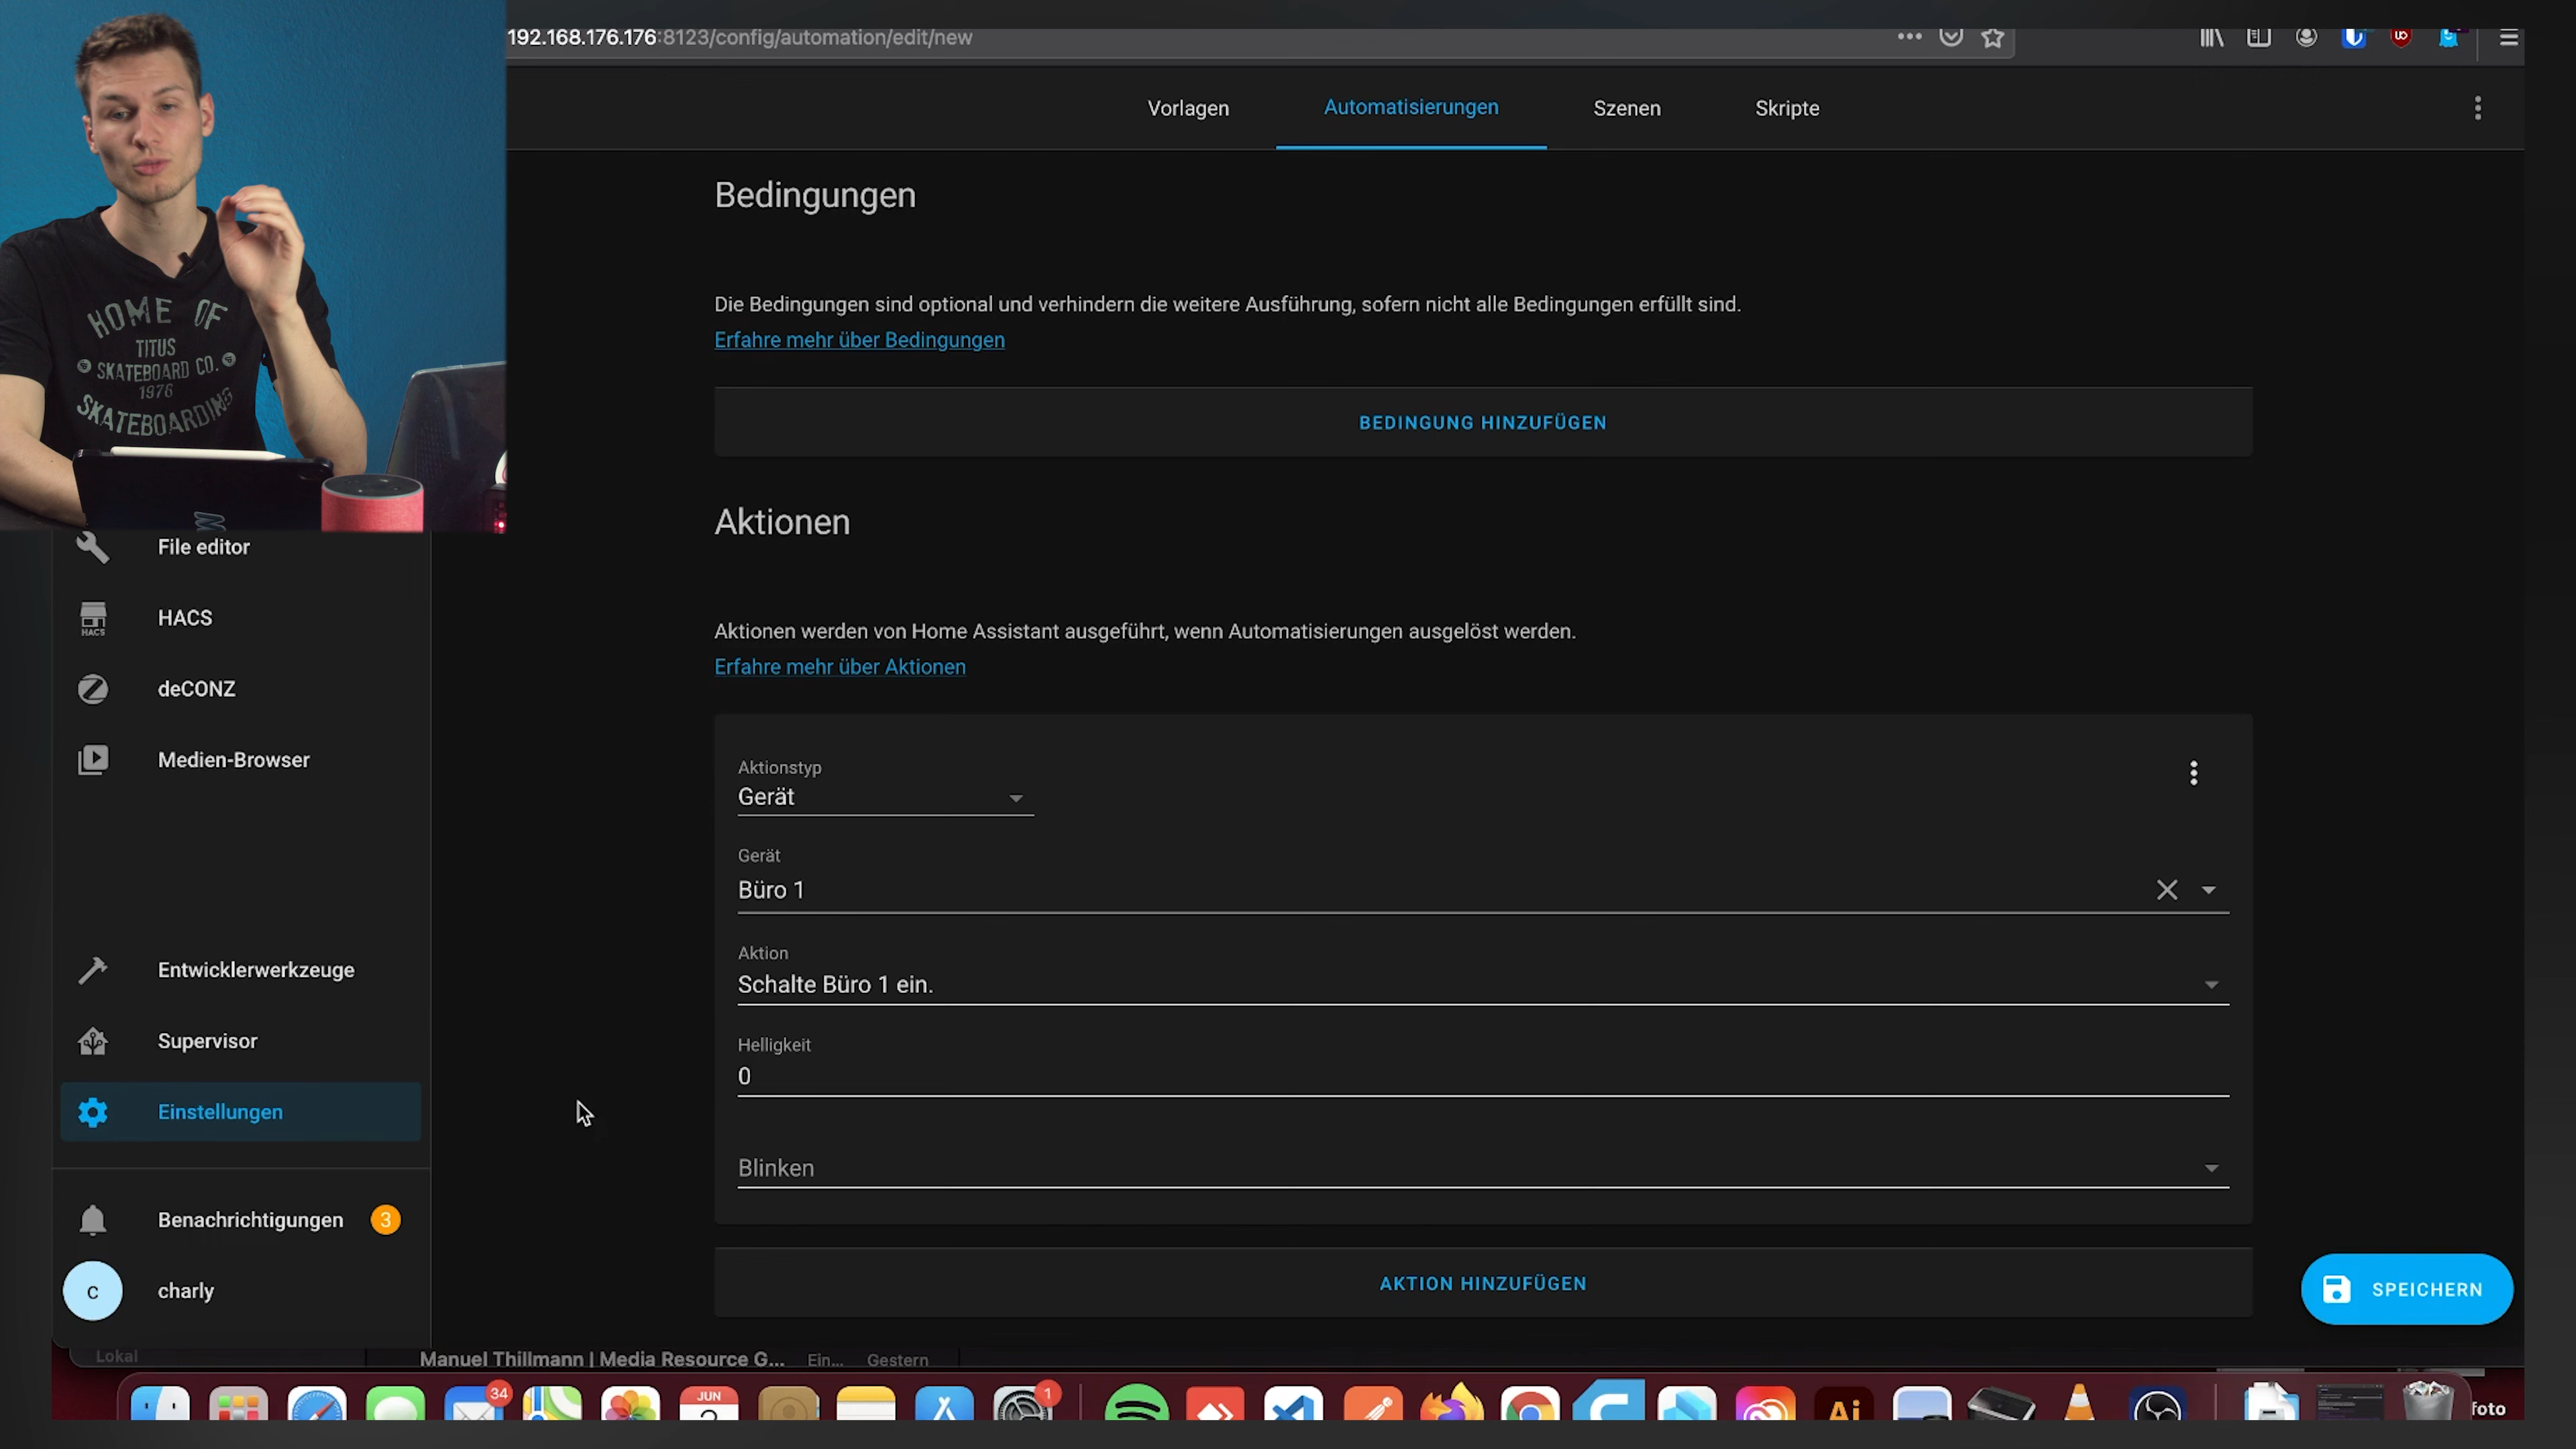 192.168.176.176:8123/config/automation/edit/new
Vorlagen
Automatisierungen
Szenen
Skripte
HOME OF
TITUS
SKATEBOARD CO.
1978
SKATEBOARDING
Bedingungen
Die Bedingungen sind optional und verhindern die weitere Ausführung, sofern nicht alle Bedingungen erfüllt sind.
Erfahre mehr über Bedingungen
BEDINGUNG HINZUFÜGEN
Aktionen
Aktionen werden von Home Assistant ausgeführt, wenn Automatisierungen ausgelöst werden.
Erfahre mehr über Aktionen
Aktionstyp
Gerät
Gerät
Büro 1
Aktion
Schalte Büro 1 ein.
Helligkeit
0
Blinken
AKTION HINZUFÜGEN
SPEICHERN
File editor
HACS
HACS
deCONZ
Medien-Browser
Entwicklerwerkzeuge
Supervisor
Einstellungen
Benachrichtigungen 3
c charly
Lokal
Manuel Thillmann | Media Resource G...
Ein...
Gestern
34
JUN
1
Ai
foto